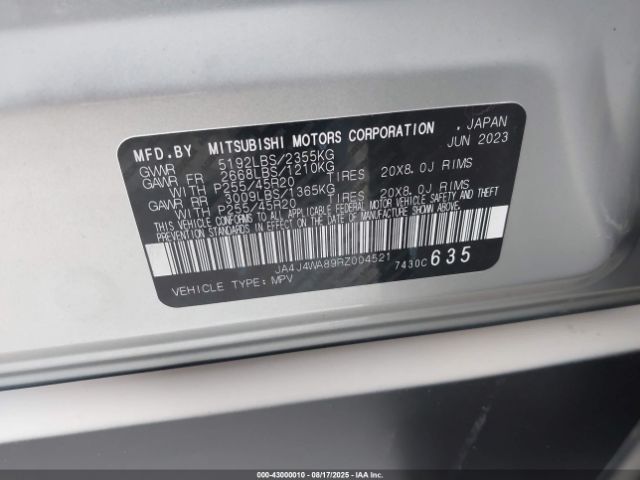 MFD.BY MITSUBISHI MOTORS CORPORATION . JAPAN
GVWR 5192LBS/2355KG JUN 2023
GAWR FR 2668LBS/1210KG
WITH P255/45R20 TIRES 20X8.0J RIMS
GAWR RR 3009LBS/1365KG
WITH P255/45R20 TIRES 20X8.0J RIMS
THIS VEHICLE CONFORMS TO ALL APPLICABLE FEDERAL MOTOR VEHICLE
SAFETY AND THEFT PREVENTION STANDARDS IN EFFECT ON THE DATE OF MANUFACTURE SHOWN ABOVE.
JA4J4WA89RZ004521 7430C 635
VEHICLE TYPE: MPV
000-43000010 - 08/17/2025 - IAAI.CA